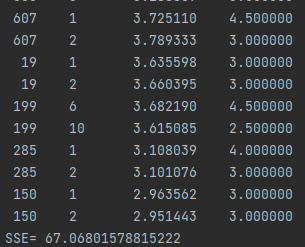 607 1 3.725110 4.500000
607 2 3.789333 3.000000
19 1 3.635598 3.000000
19 2 3.660395 3.000000
199 6 3.682190 4.500000
199 10 3.615085 2.500000
285 1 3.108039 4.000000
285 2 3.101076 3.000000
150 1 2.963562 3.000000
150 2 2.951443 3.000000
SSE= 67.06801578815222